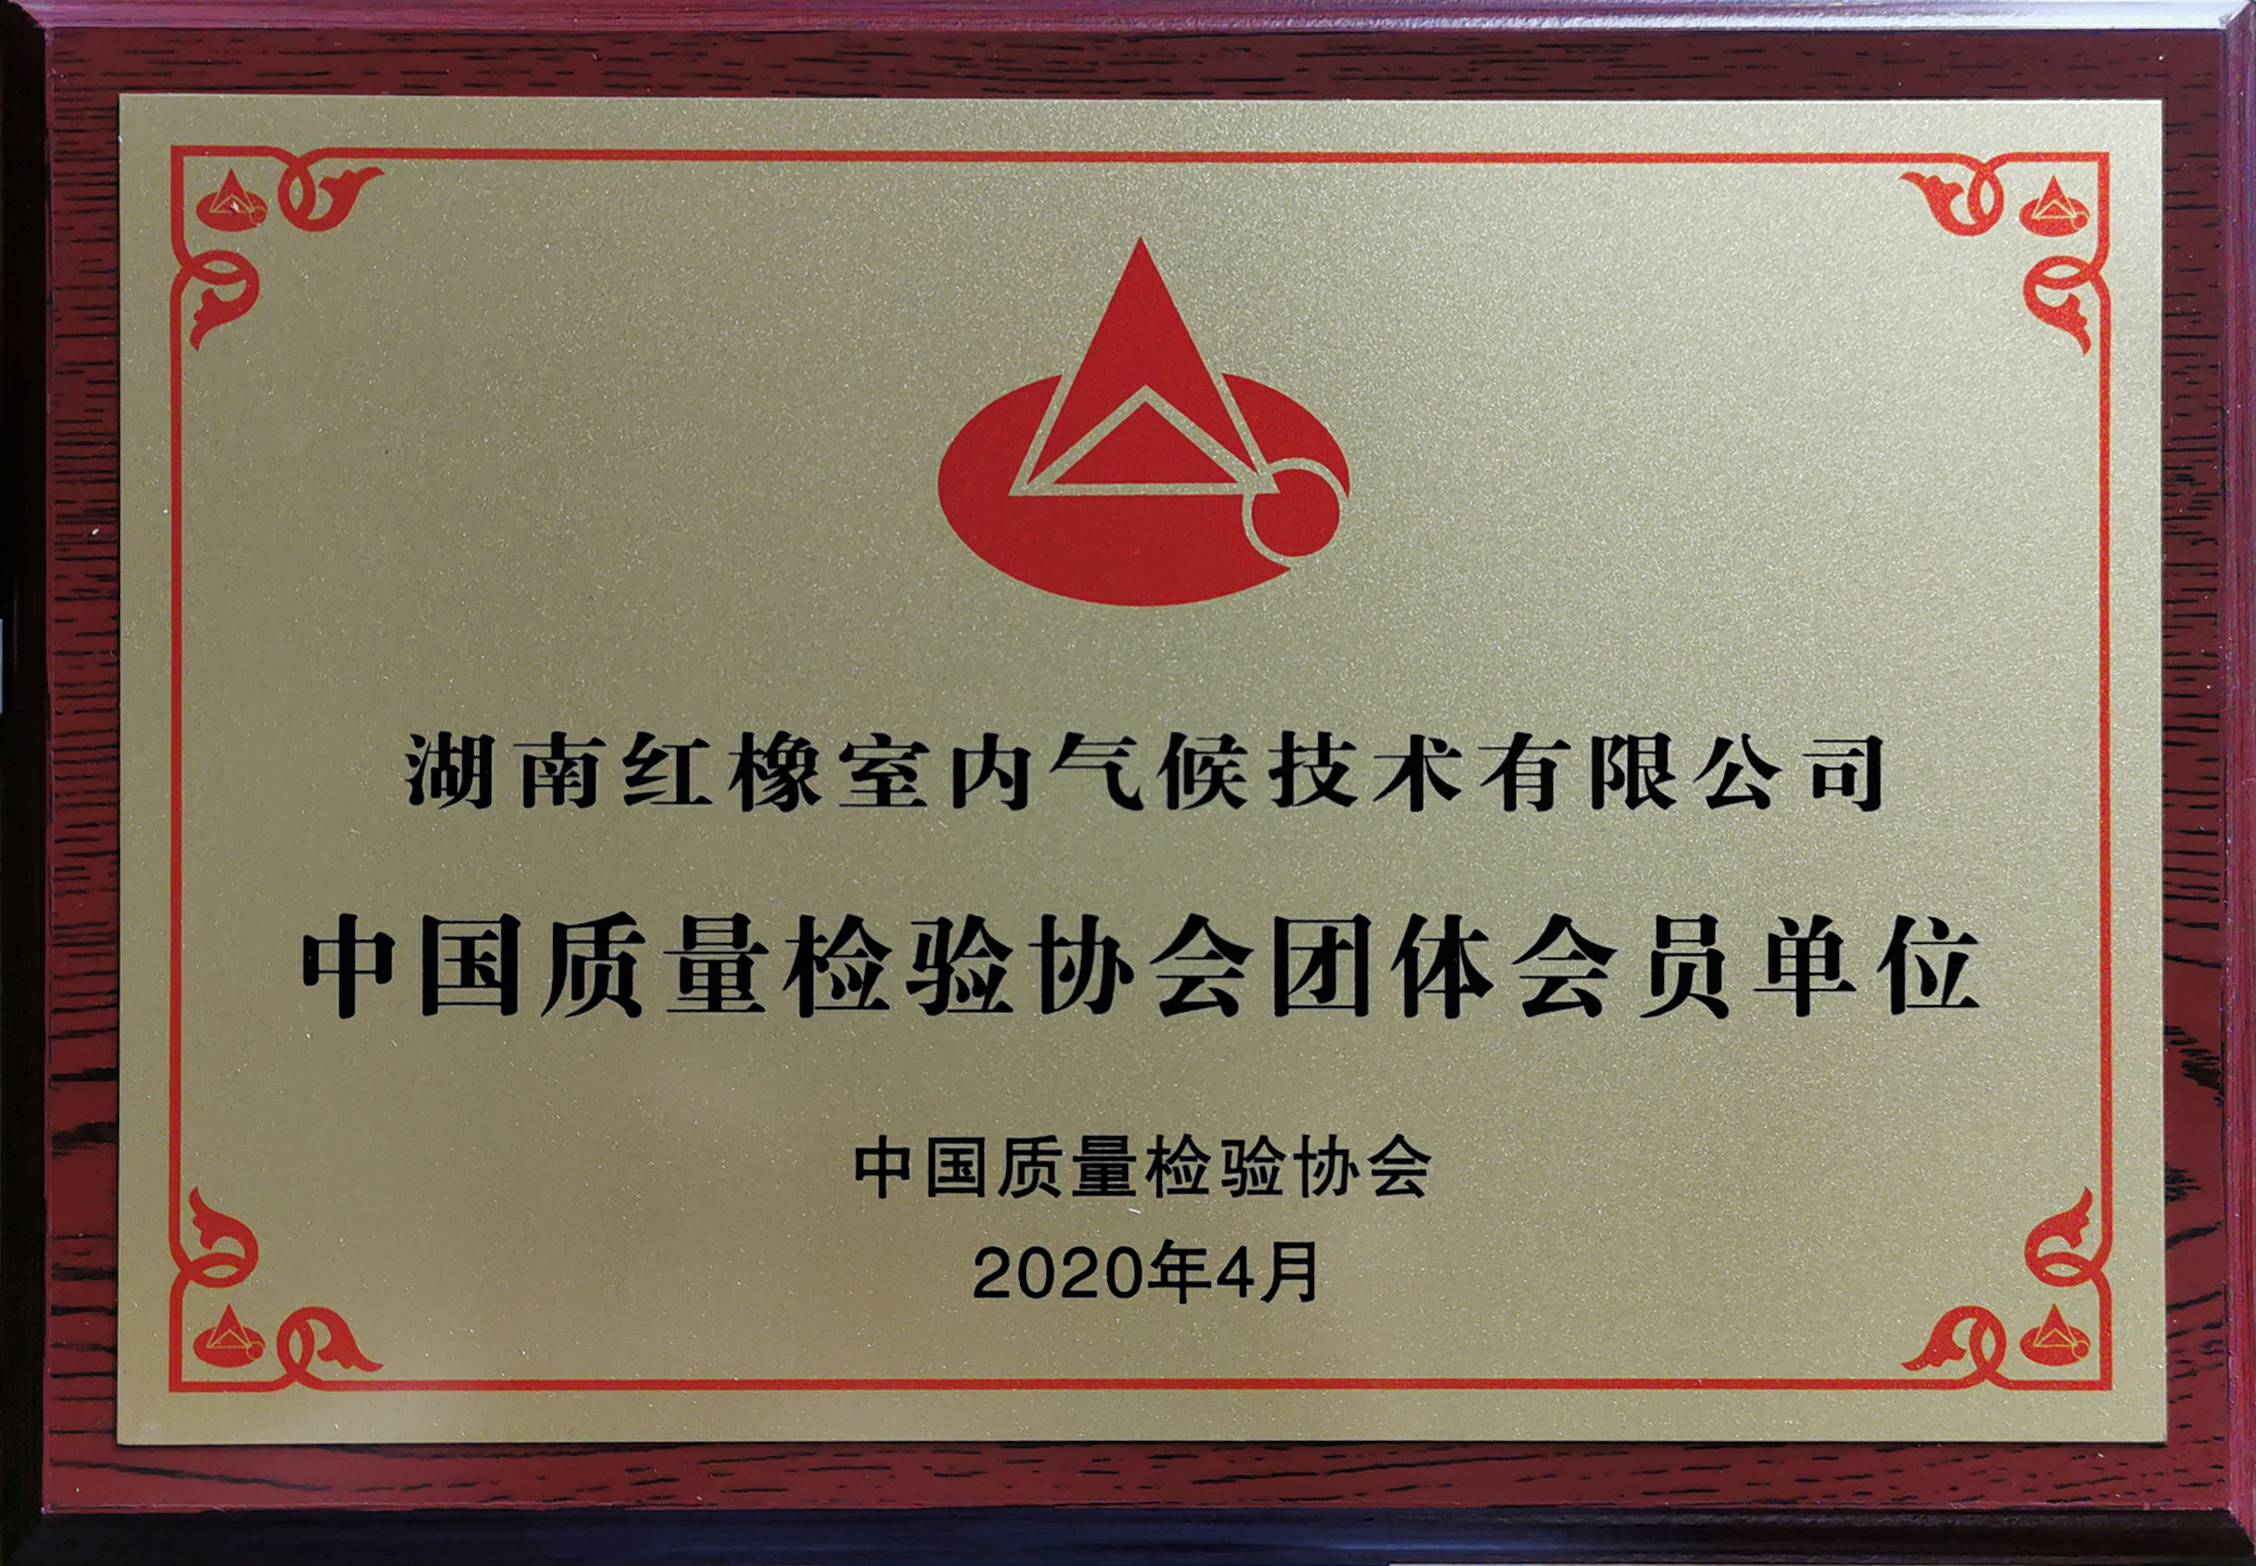 湖南红橡室内气候技术有限公司
中国质量检验协会团体会员单位
中国质量检验协会
2020年4月